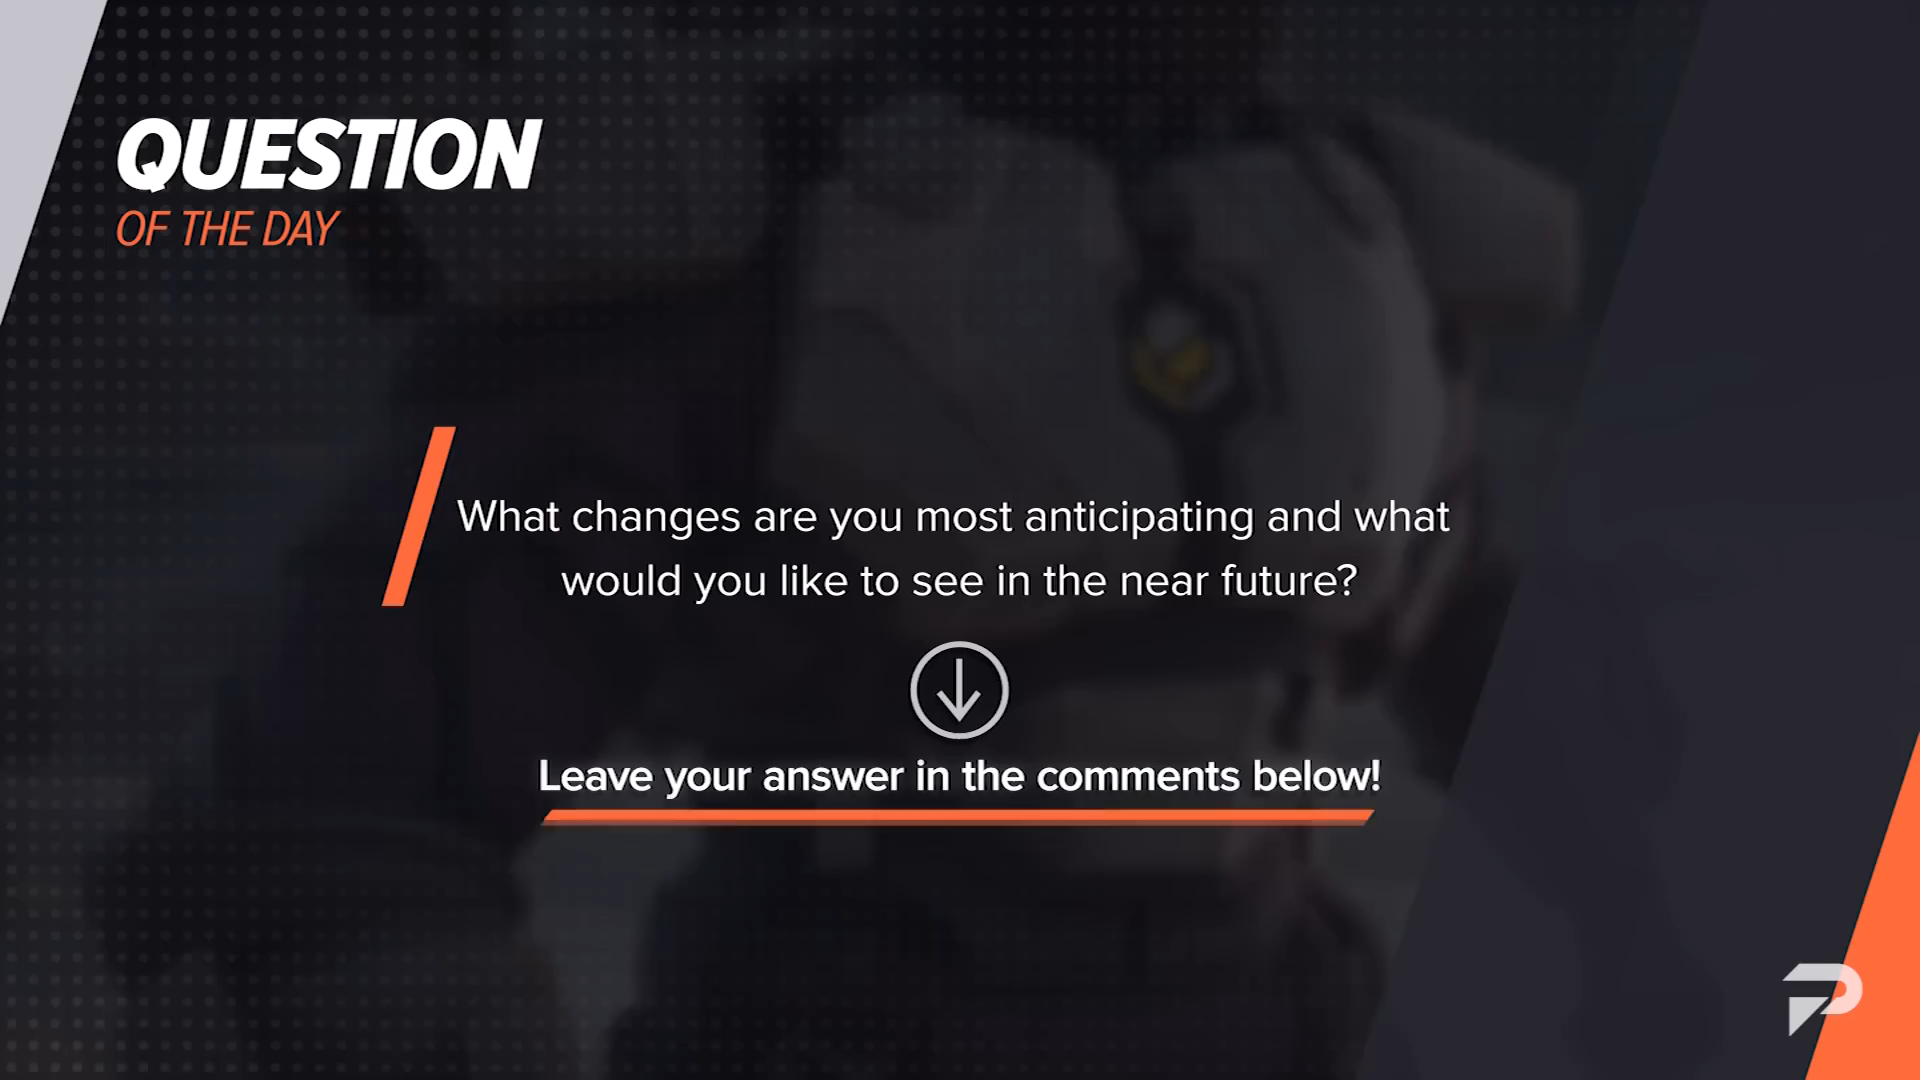 QUESTION
OF THE DAY
What changes are you most anticipating and what
would you like to see in the near future?
Leave your answer in the comments below!